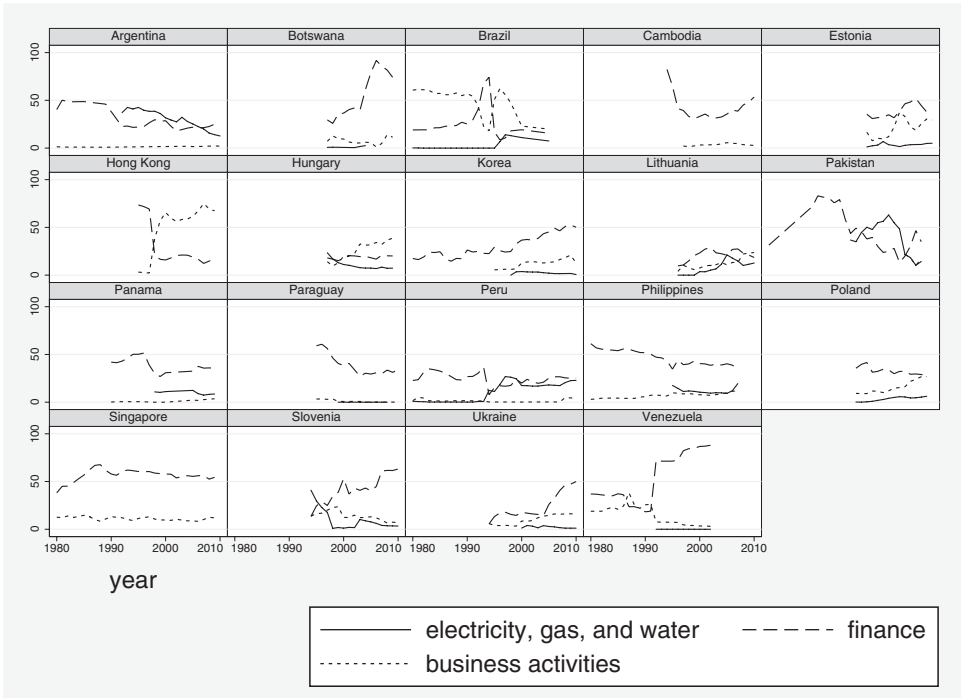 Argentina Botswana Brazil Cambodia Estonia
100
50
0
Hong Kong Hungary Korea Lithuania Pakistan
100
50
0
Panama Paraguay Peru Philippines Poland
100
50
0
Singapore Slovenia Ukraine Venezuela
100
50
0
1980 1990 2000 2010 1980 1990 2000 2010 1980 1990 2000 2010 1980 1990 2000 2010
year
electricity, gas, and water finance
business activities